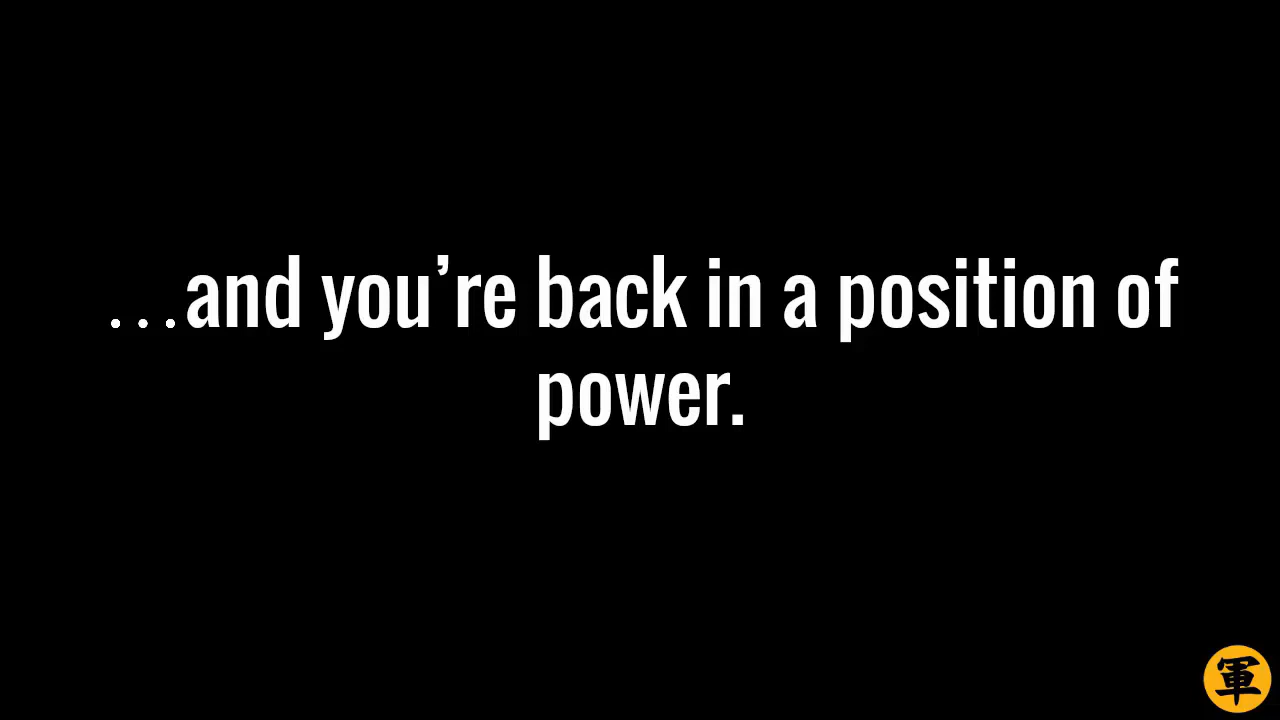 …and you’re back in a position of
power.
軍